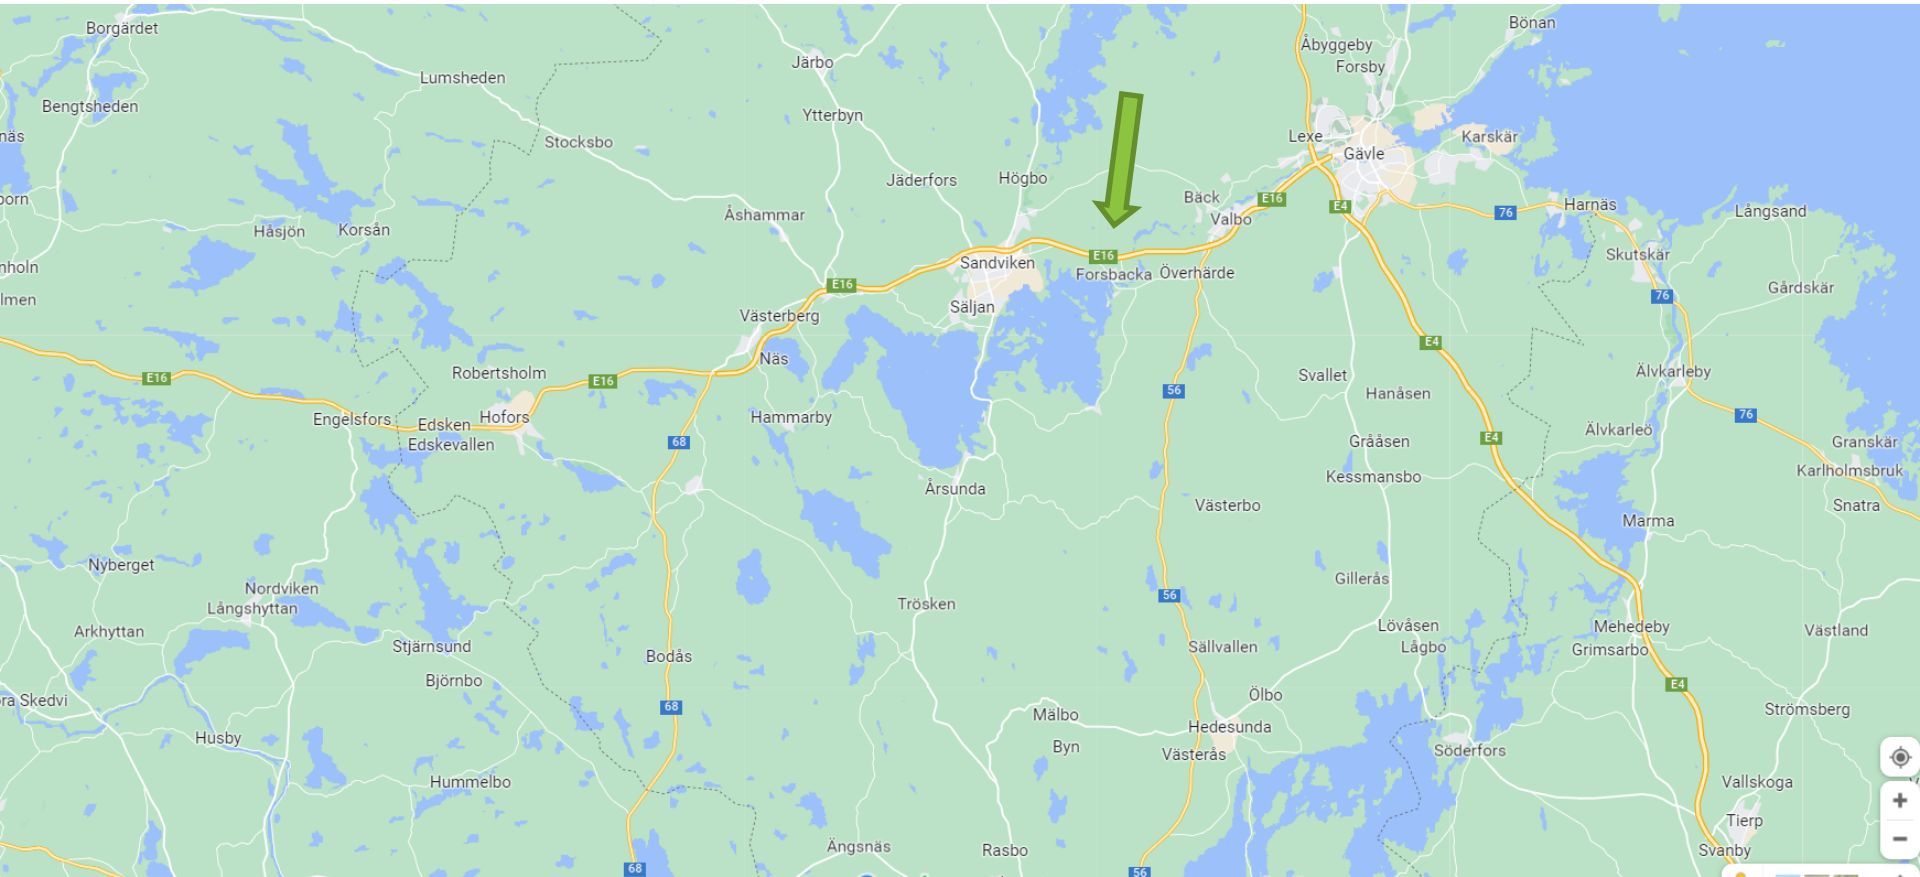 Borgärdet
Bönan
Åbyggeby
Järbo
Forsby
Lumsheden
Bengtsheden
Ytterbyn
näs
Lexe
Karskär
Stocksbo
Gävle
Högbo
Jäderfors
Bäck
E16
Harnäs
E4
76
Långsand
Åshammar
Valbo
Håsjön
Korsån
Skutskär
E16
Sandviken
Forsbacka
Överhärde
nholn
E16
Gårdskär
76
lmen
Säljan
Västerberg
E4
Näs
Robertsholm
Svallet
Älvkarleby
E16
E16
56
Hanåsen
Engelsfors
Edsken
Hofors
Hammarby
76
Edskevallen
68
Älvkarleö
E4
Grååsen
Granskär
Karlholmsbruk
Kessmansbo
Årsunda
Västerbo
Snatra
Marma
Nyberget
Nordviken
Gillerås
Långshyttan
56
Trösken
Arkhyttan
Lövåsen
Mehedeby
Västland
Stjärnsund
Bodås
Sällvallen
Lågbo
Grimsarbo
Björnbo
E4
Ölbo
ra Skedvi
68
Mälbo
Strömsberg
Husby
Hedesunda
Byn
Västerås
Söderfors
Hummelbo
Vallskoga
Tierp
Ängsnäs
Rasbo
Svanby
68
56